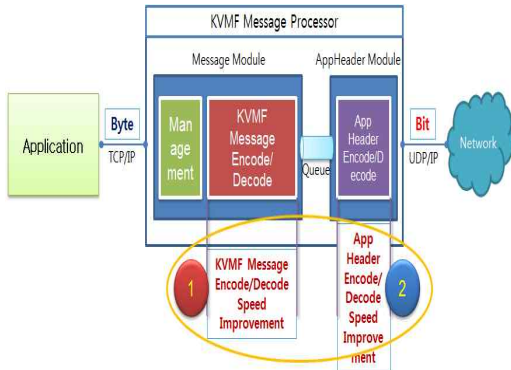 KVMF Message Processor
Message Module
AppHeader Module
Application
Byte
TCP/IP
Man
age
ment
KVMF
Message
Encode/
Decode
Queue
App
Header
Encode/D
ecode
Bit
UDP/IP
Network
1
KVMF Message
Encode/Decode
Speed
Improvement
App
Header
Encode/
Decode
Speed
Improve
ment
2